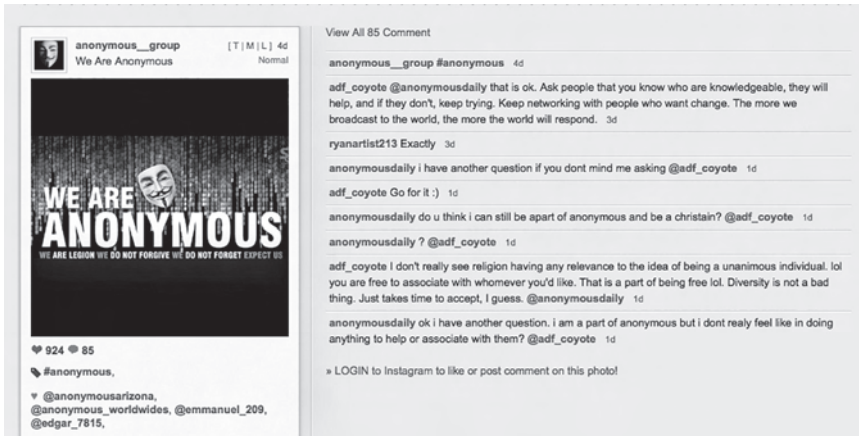 anonymous__group [ T | M | L ] 4d
We Are Anonymous Normal
WE ARE
ANONYMOUS
WE ARE LEGION WE DO NOT FORGIVE WE DO NOT FORGET EXPECT US
924 85
#anonymous,
@anonymousarizona,
@anonymous_worldwides, @emmanuel_209,
@edgar_7815,
View All 85 Comment
anonymous__group #anonymous 4d
adf_coyote @anonymousdaily that is ok. Ask people that you know who are knowledgeable, they will
help, and if they don't, keep trying. Keep networking with people who want change. The more we
broadcast to the world, the more the world will respond. 3d
ryanartist213 Exactly 3d
anonymousdaily i have another question if you dont mind me asking @adf_coyote 1d
adf_coyote Go for it :) 1d
anonymousdaily do u think i can still be apart of anonymous and be a christain? @adf_coyote 1d
anonymousdaily ? @adf_coyote 1d
adf_coyote I don't really see religion having any relevance to the idea of being a unanimous individual. lol
you are free to associate with whomever you'd like. That is a part of being free lol. Diversity is not a bad
thing. Just takes time to accept, I guess. @anonymousdaily 1d
anonymousdaily ok i have another question. i am a part of anonymous but i dont realy feel like in doing
anything to help or associate with them? @adf_coyote 1d
» LOGIN to Instagram to like or post comment on this photo!